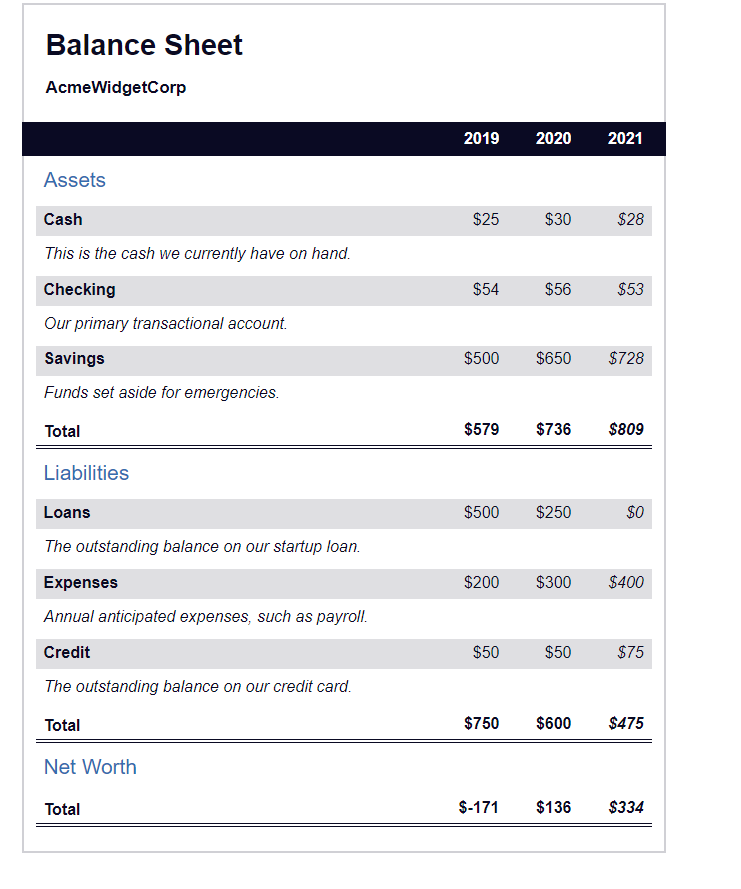 Balance Sheet
AcmeWidgetCorp
2019 2020 2021
Assets
Cash $25 $30 $28
This is the cash we currently have on hand.
Checking $54 $56 $53
Our primary transactional account.
Savings $500 $650 $728
Funds set aside for emergencies.
Total $579 $736 $809
Liabilities
Loans $500 $250 $0
The outstanding balance on our startup loan.
Expenses $200 $300 $400
Annual anticipated expenses, such as payroll.
Credit $50 $50 $75
The outstanding balance on our credit card.
Total $750 $600 $475
Net Worth
Total $-171 $136 $334